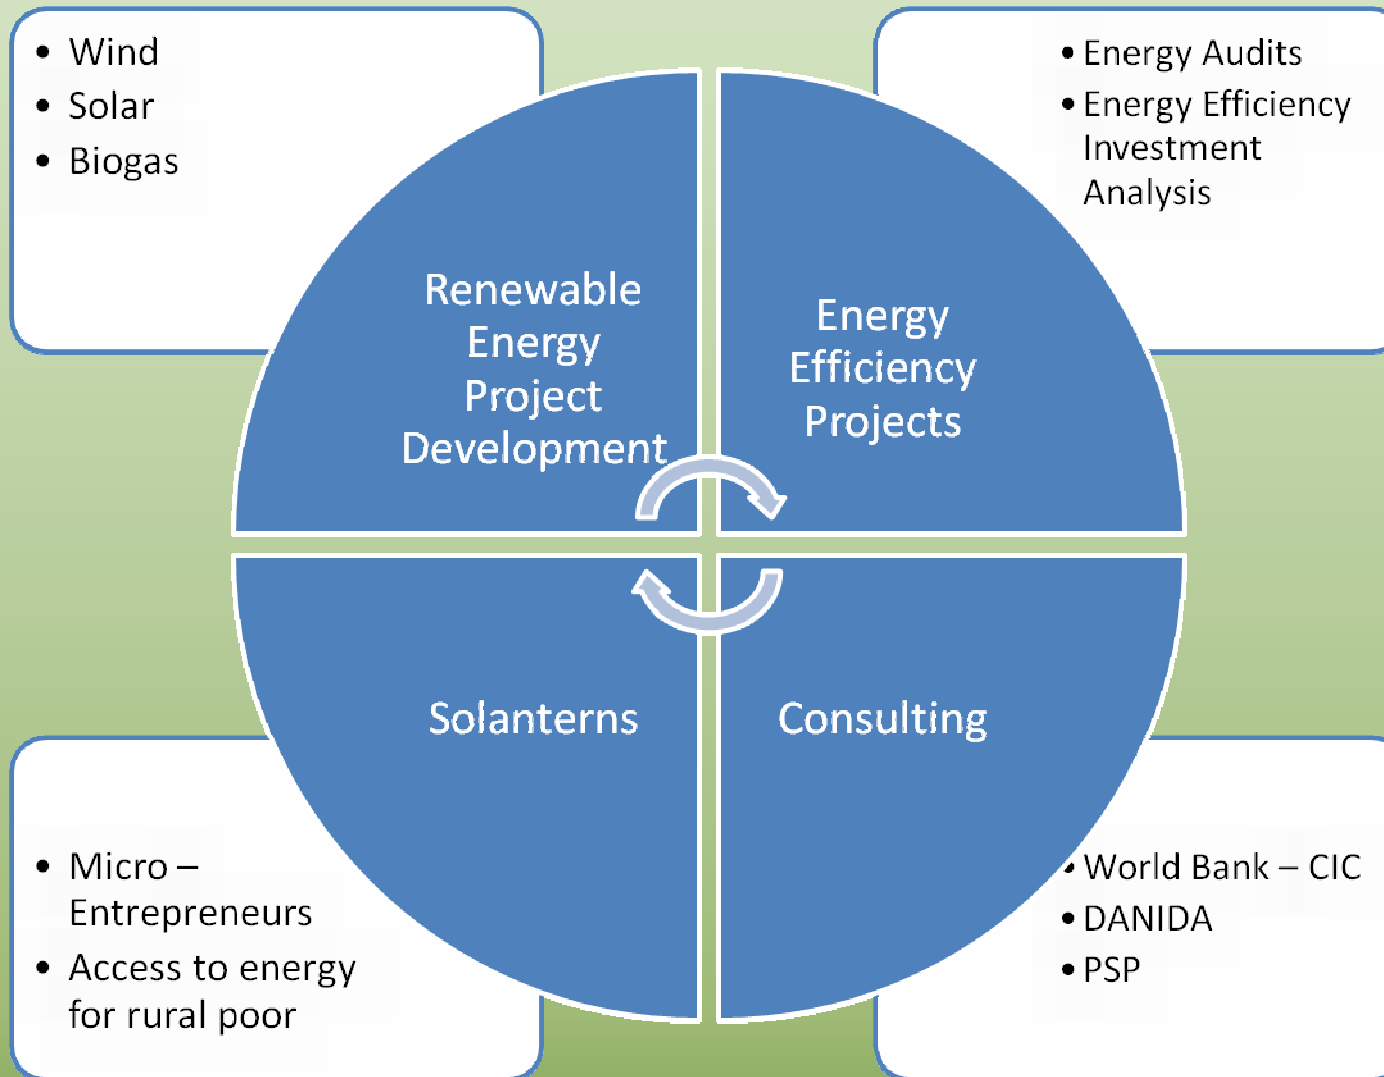 • Wind
• Solar
• Biogas
• Energy Audits
• Energy Efficiency
Investment
Analysis
Renewable
Energy
Project
Development
Energy
Efficiency
Projects
Solanterns
Consulting
• Micro –
Entrepreneurs
• Access to energy
for rural poor
• World Bank – CIC
• DANIDA
• PSP